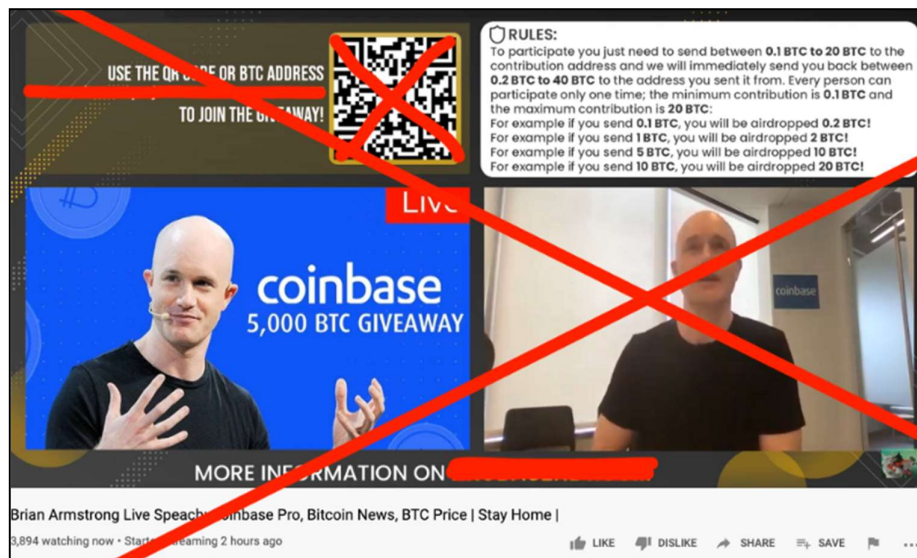 USE THE QR CODE OR BTC ADDRESS
TO JOIN THE GIVEAWAY!
RULES:
To participate you just need to send between 0.1 BTC to 20 BTC to the
contribution address and we will immediately send you back between
0.2 BTC to 40 BTC to the address you sent it from. Every person can
participate only one time; the minimum contribution is 0.1 BTC and
the maximum contribution is 20 BTC:
For example if you send 0.1 BTC, you will be airdropped 0.2 BTC!
For example if you send 1 BTC, you will be airdropped 2 BTC!
For example if you send 5 BTC, you will be airdropped 10 BTC!
For example if you send 10 BTC, you will be airdropped 20 BTC!
Live
coinbase
5,000 BTC GIVEAWAY
coinbase
MORE INFORMATION ON
Brian Armstrong Live Speach: Coinbase Pro, Bitcoin News, BTC Price | Stay Home |
3,894 watching now • Started streaming 2 hours ago
LIKE DISLIKE SHARE SAVE